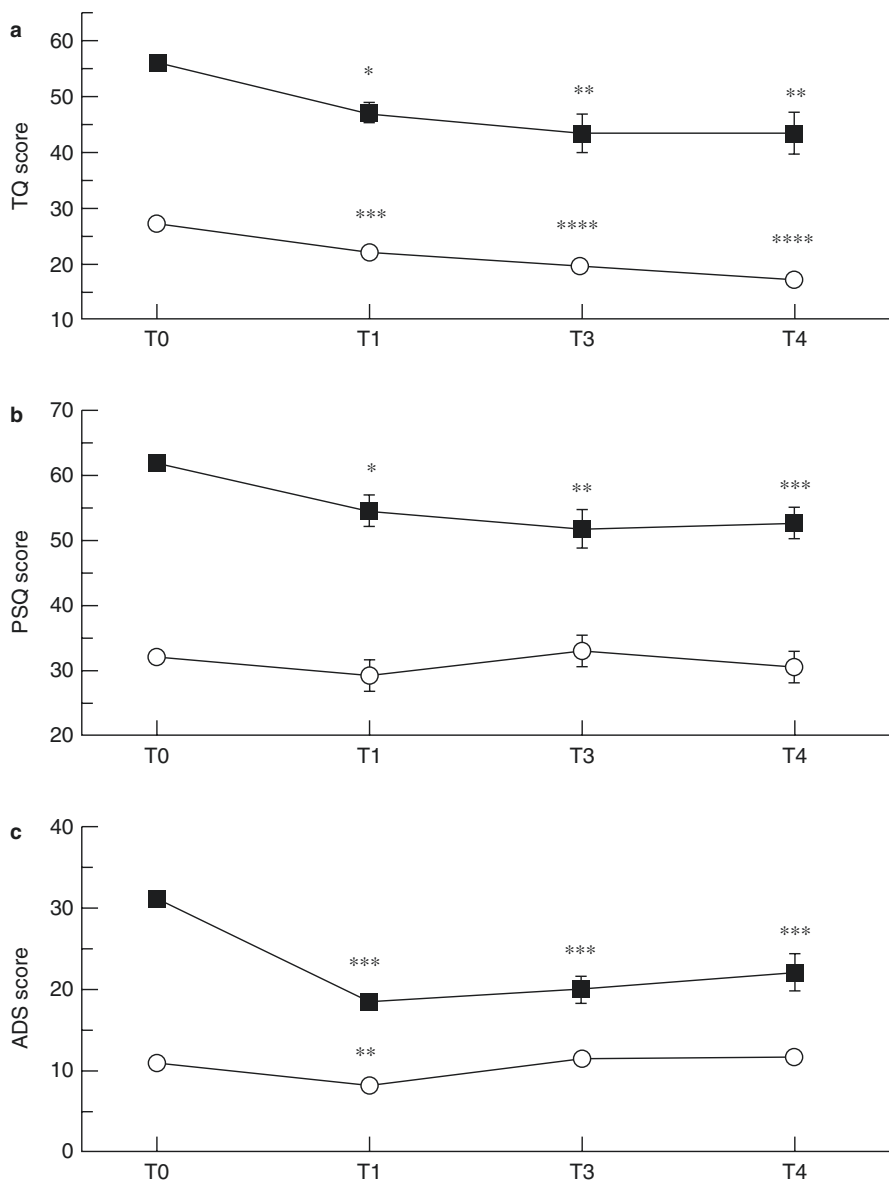 a
60
50
40
30
20
10
TQ score
* ** **
*** **** ****
T0 T1 T3 T4
b
70
60
50
40
30
20
PSQ score
* ** ***
T0 T1 T3 T4
c
40
30
20
10
0
ADS score
*** *** ***
**
T0 T1 T3 T4